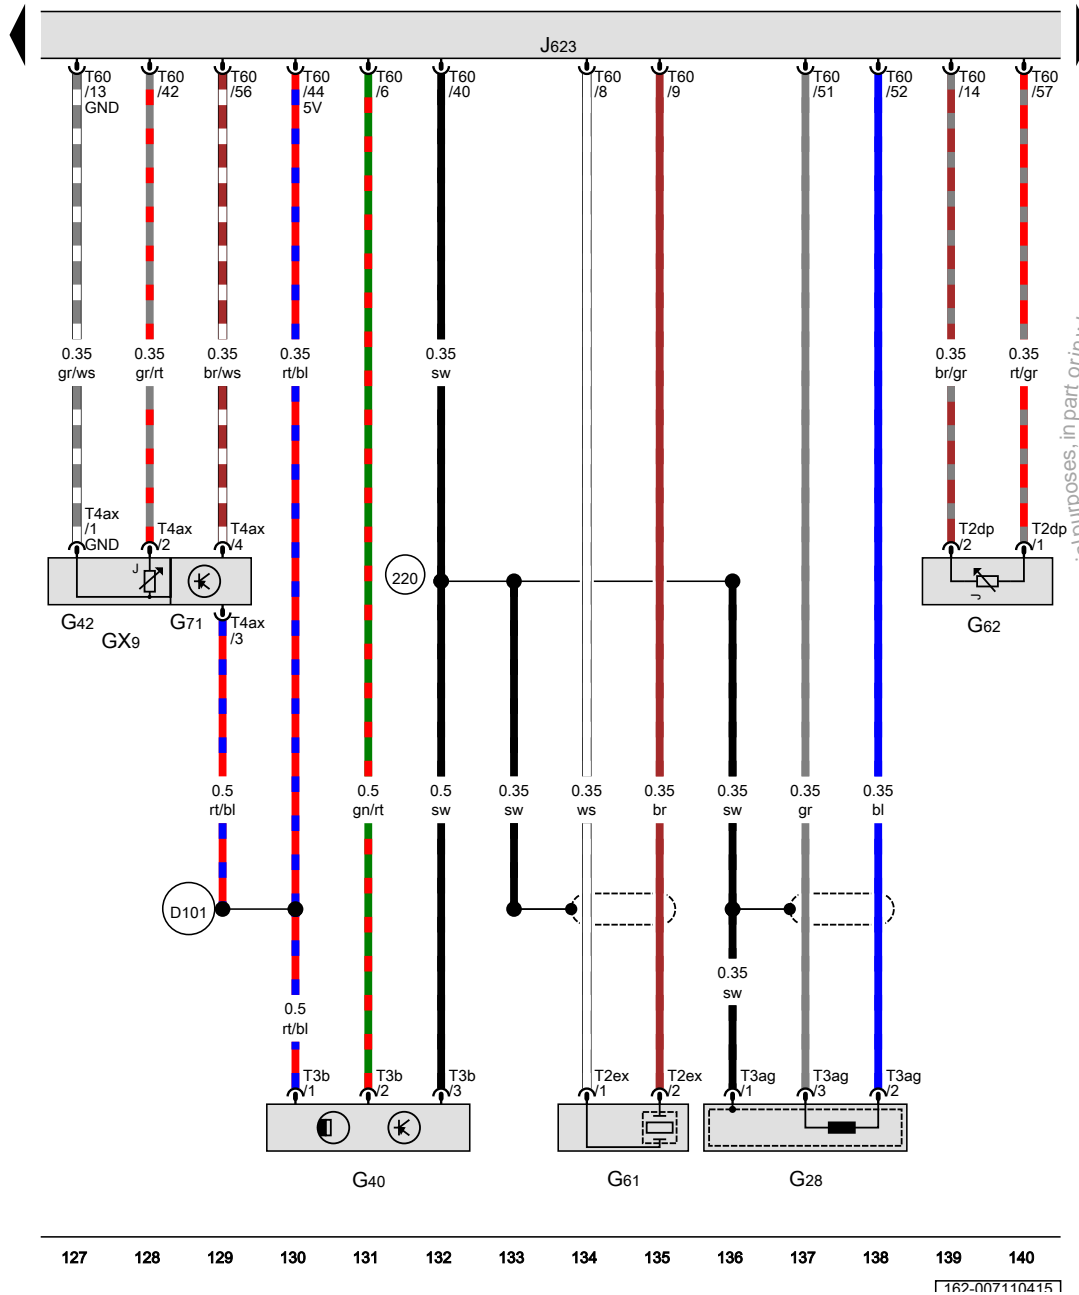 J623
T60 T60 T60 T60 T60 T60 T60 T60 T60 T60 T60 T60
/13 /42 /56 /44 /6 /40 /8 /9 /51 /52 /14 /57
GND 5V
0.35 0.35 0.35 0.35 0.35 0.35 0.35
gr/ws gr/rt br/ws rt/bl sw br/gr rt/gr
T4ax
/1 T4ax T4ax T2dp T2dp
GND /2 /4 /2 /1
220
G42 G71 T4ax G62
GX9 /3
0.5 0.5 0.5 0.35 0.35 0.35 0.35 0.35 0.35
rt/bl gn/rt sw sw ws br sw gr bl
D101
0.35
sw
0.5
rt/bl
T3b T3b T3b T2ex T2ex T3ag T3ag T3ag
/1 /2 /3 /1 /2 /1 /3 /2
G40 G61 G28
127 128 129 130 131 132 133 134 135 136 137 138 139 140
162-007110415
purposes, in part or in